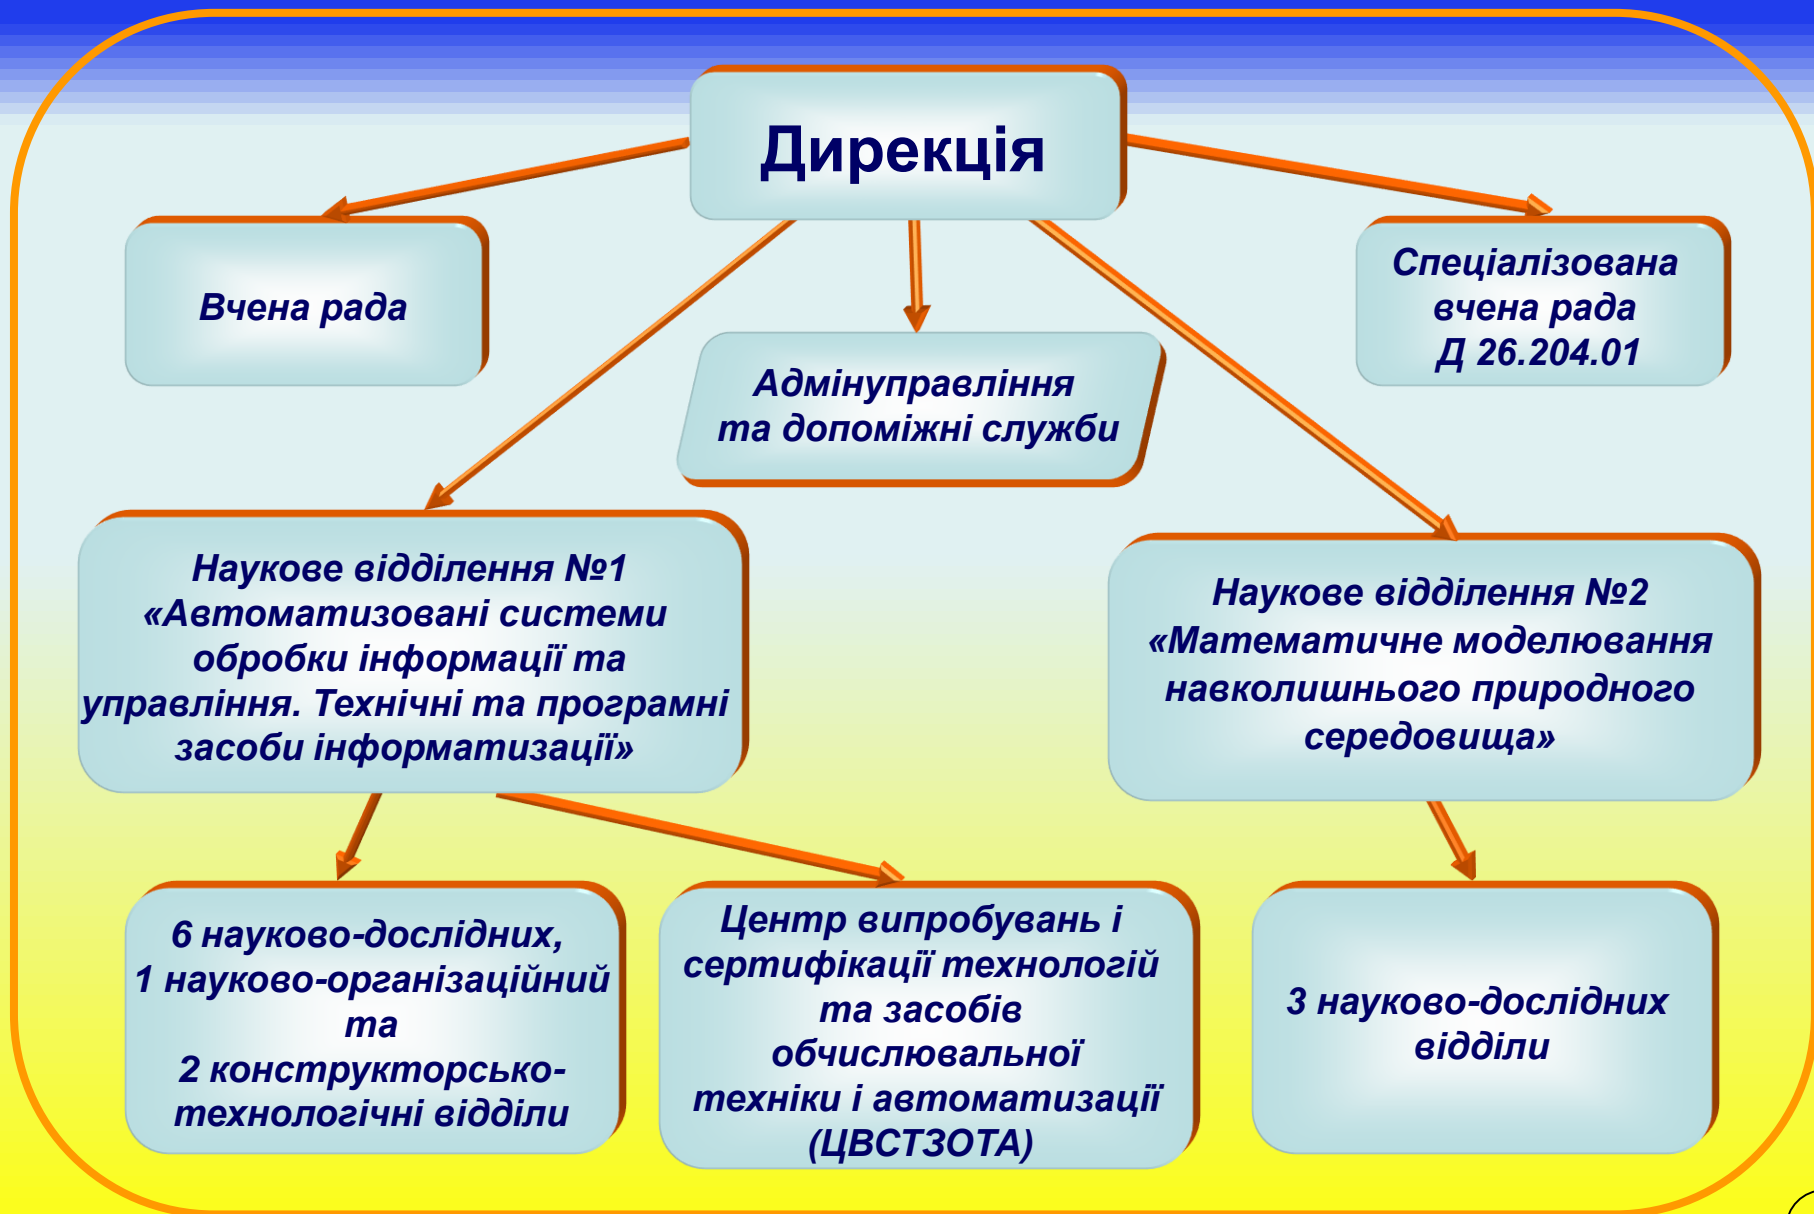 Дирекція
Вчена рада
Спеціалізована
вчена рада
Д 26.204.01
Адмінуправління
та допоміжні служби
Наукове відділення №1
«Автоматизовані системи
обробки інформації та
управління. Технічні та програмні
засоби інформатизації»
Наукове відділення №2
«Математичне моделювання
навколишнього природного
середовища»
6 науково-дослідних,
1 науково-організаційний
та
2 конструкторсько-
технологічні відділи
Центр випробувань і
сертифікації технологій
та засобів
обчислювальної
техніки і автоматизації
(ЦВСТЗОТА)
3 науково-дослідних
відділи